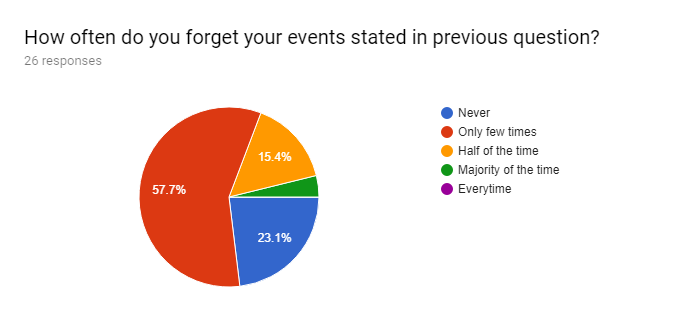 How often do you forget your events stated in previous question?
26 responses
Never
Only few times
Half of the time
Majority of the time
Everytime
15.4%
57.7%
23.1%